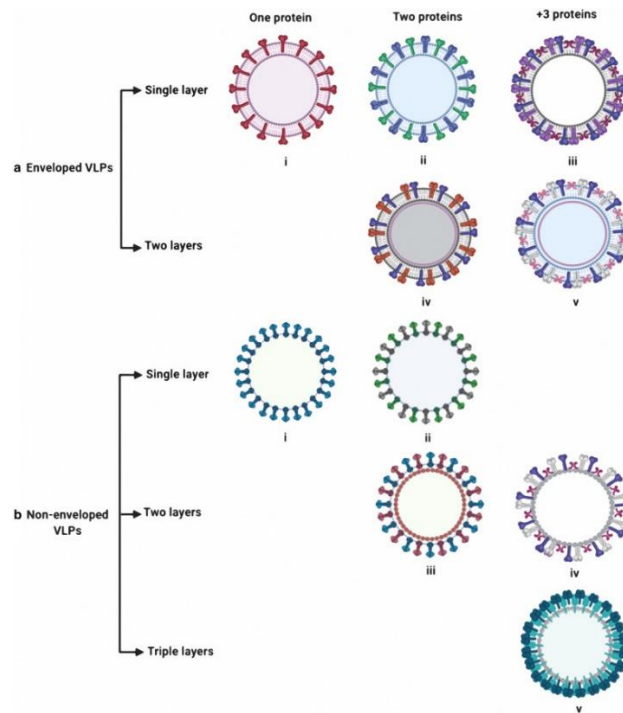 One protein Two proteins +3 proteins
Single layer
i ii iii
a Enveloped VLPs
Two layers
iv v
Single layer
i ii
b Non-enveloped
VLPs
Two layers
iii iv
Triple layers
v